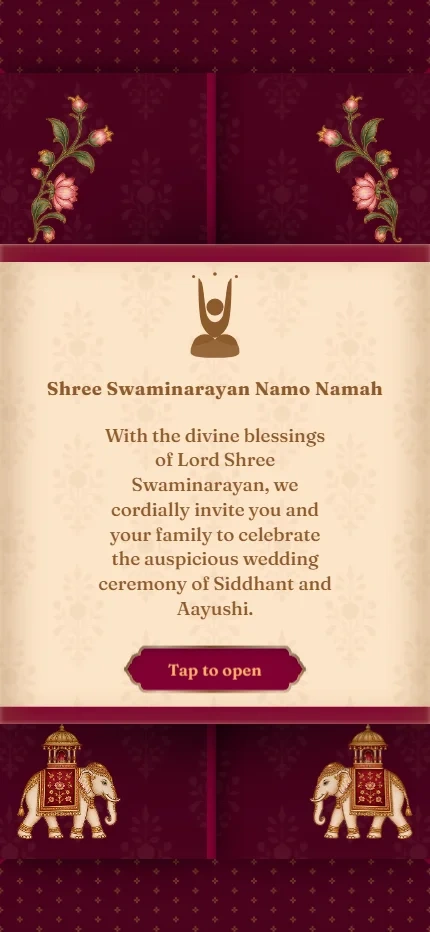 Shree Swaminarayan Namo Namah
With the divine blessings
of Lord Shree
Swaminarayan, we
cordially invite you and
your family to celebrate
the auspicious wedding
ceremony of Siddhant and
Aayushi.
Tap to open